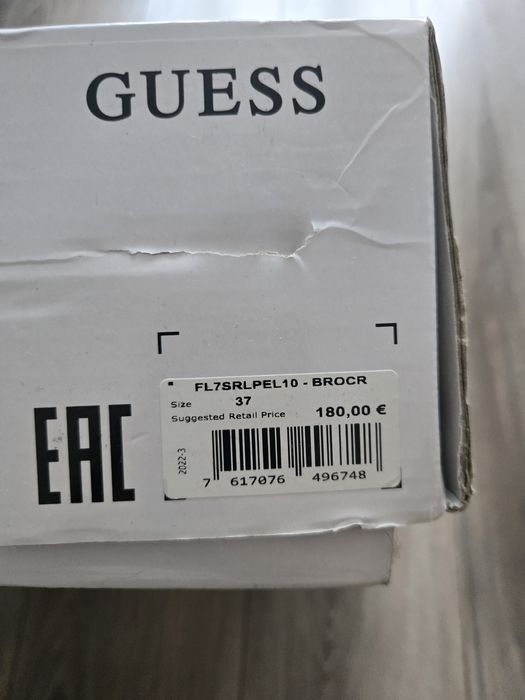 GUESS
FL7SRLPEL10 - BROCR
Size 37
Suggested Retail Price 180,00 €
2022-3
7 617076 496748
EAC